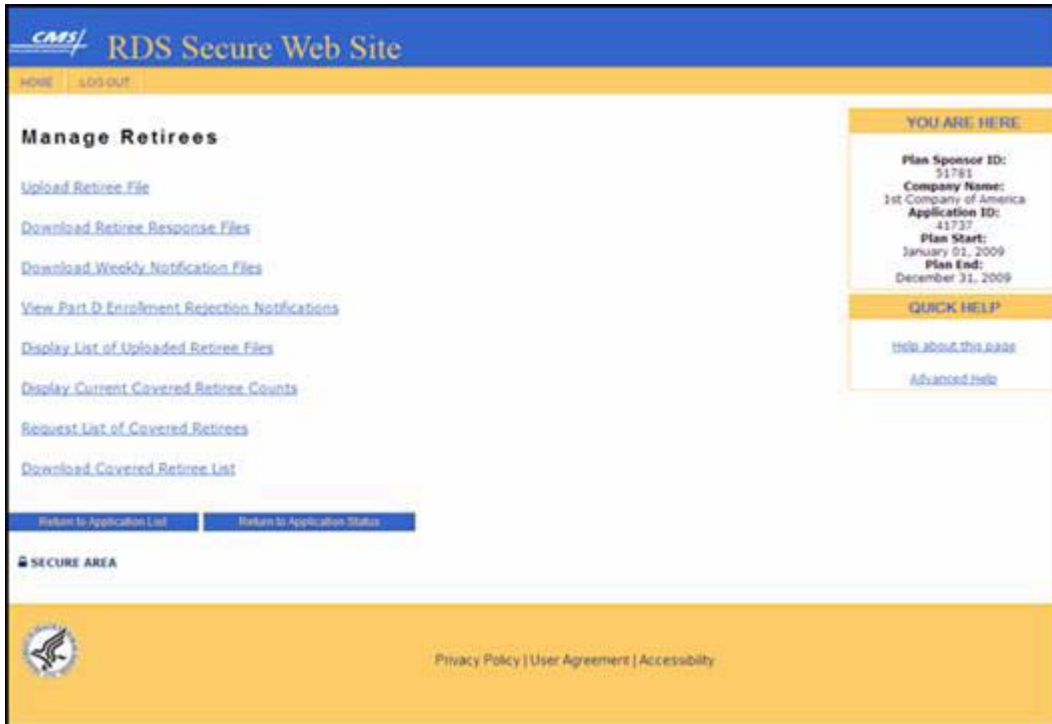 CMS/ RDS Secure Web Site
HOME LOG OUT
Manage Retirees
Upload Retiree File
Download Retiree Response Files
Download Weekly Notification Files
View Part D Enrollment Rejection Notifications
Display List of Uploaded Retiree Files
Display Current Covered Retiree Counts
Request List of Covered Retirees
Download Covered Retiree List
Return to Application List Return to Application Status
SECURE AREA
YOU ARE HERE
Plan Sponsor ID:
51781
Company Name:
1st Company of America
Application ID:
41737
Plan Start:
January 01, 2009
Plan End:
December 31, 2009
QUICK HELP
Help about this page
Advanced Help
Privacy Policy | User Agreement | Accessibility